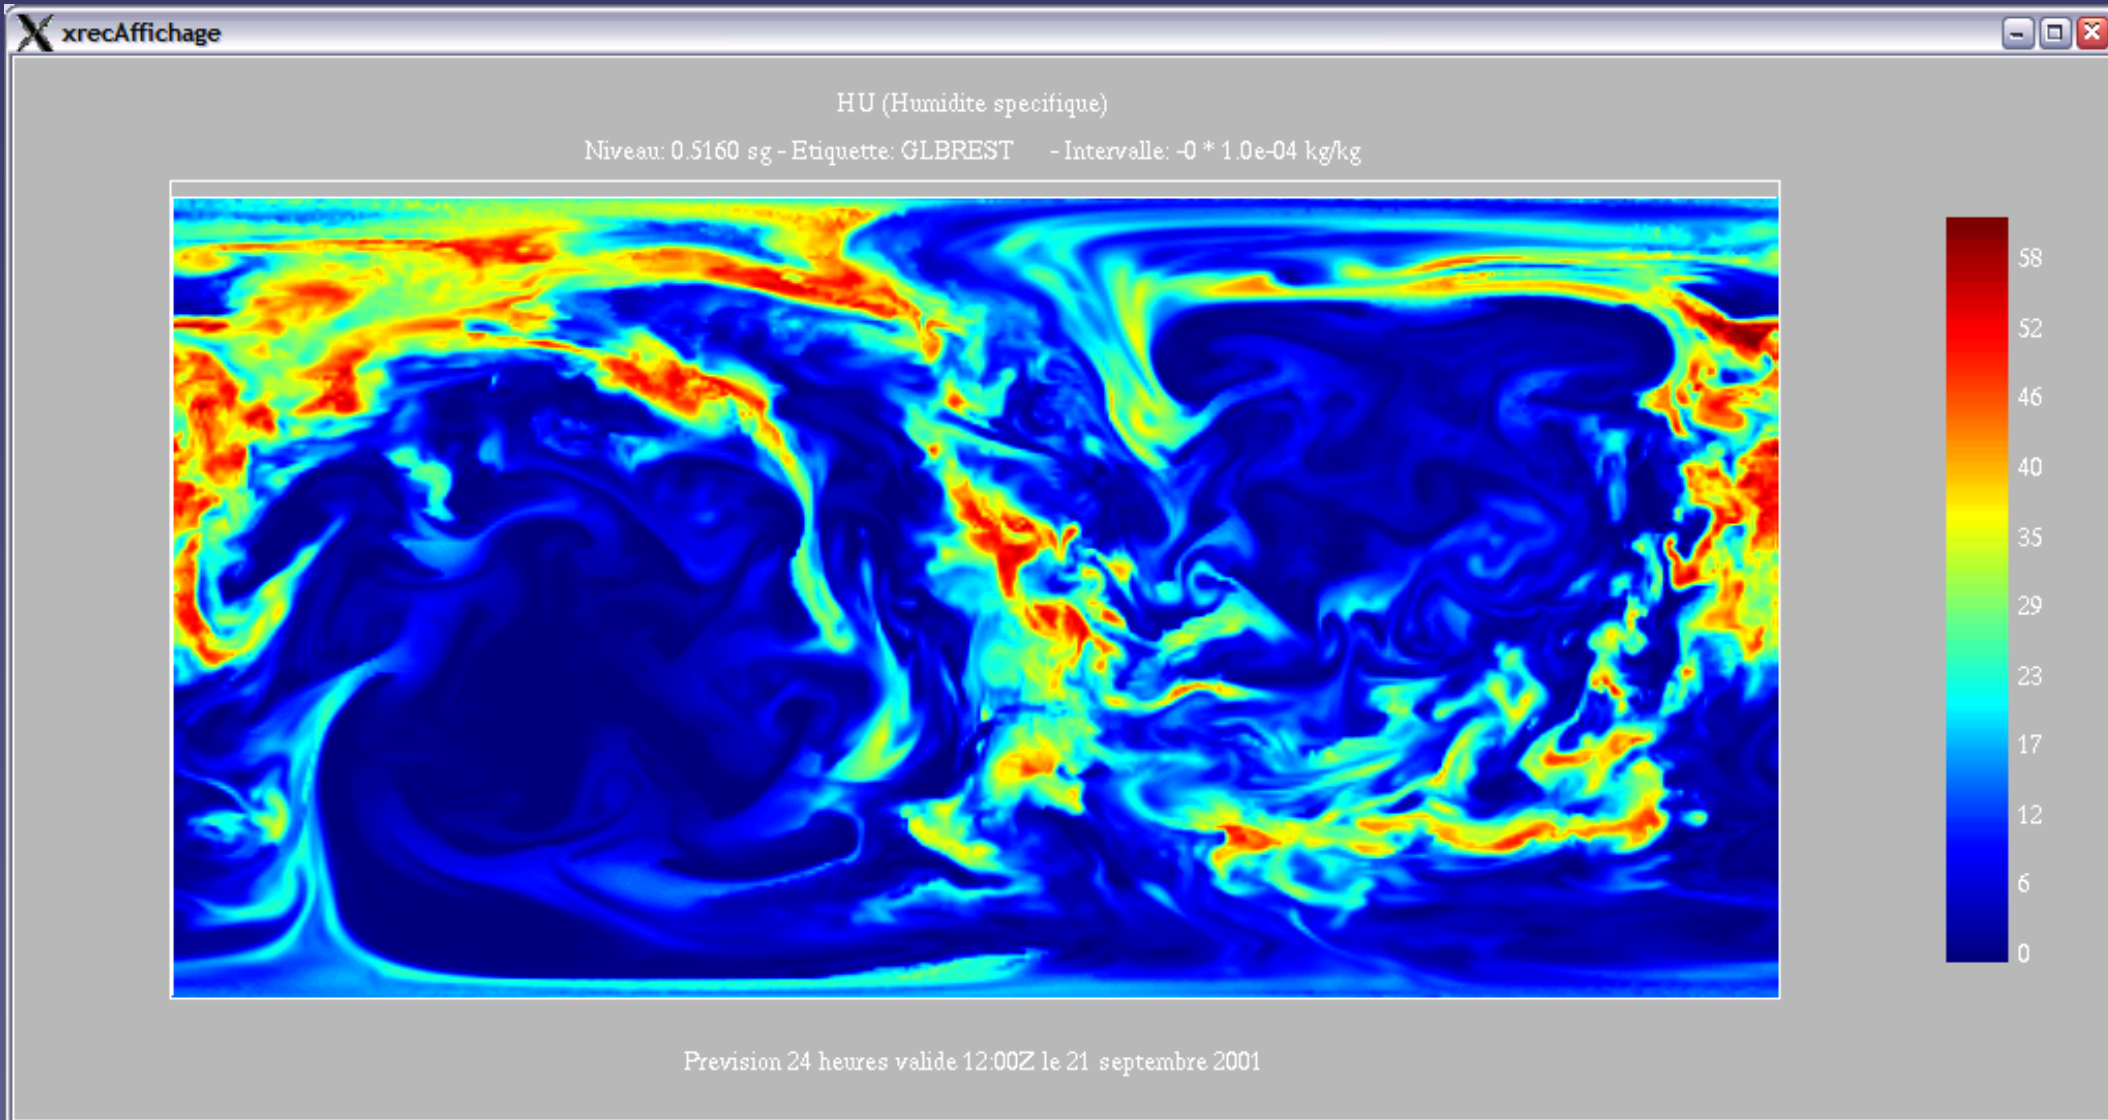 xrecAffichage
HU (Humidite specifique)
Niveau: 0.5160 sg - Etiquette: GLBREST - Intervalle: -0 * 1.0e-04 kg/kg
58
52
46
40
35
29
23
17
12
6
0
Prevision 24 heures valide 12:00Z le 21 septembre 2001